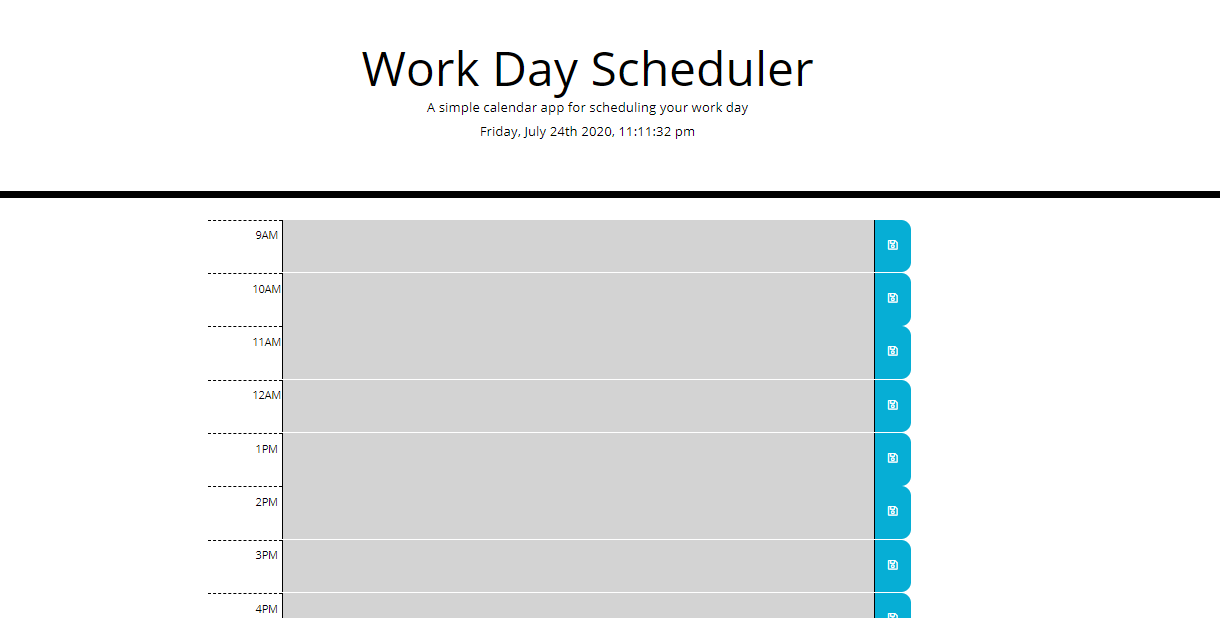 Work Day Scheduler
A simple calendar app for scheduling your work day
Friday, July 24th 2020, 11:11:32 pm
9AM
10AM
11AM
12AM
1PM
2PM
3PM
4PM